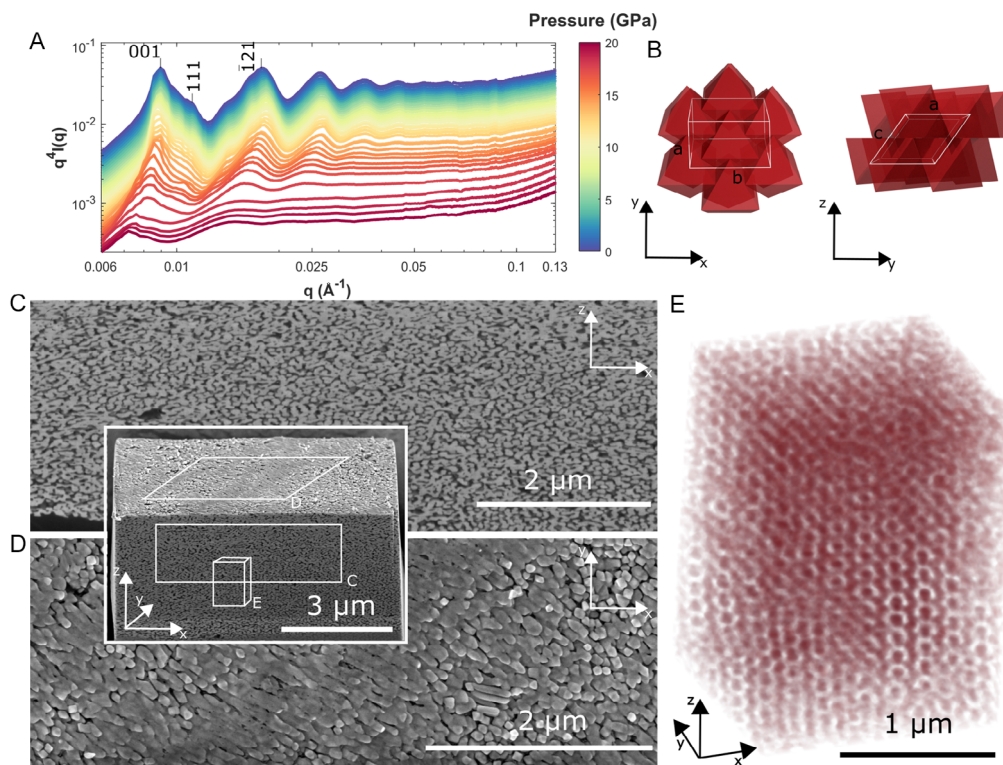 A
Pressure (GPa)
B
10⁻¹
10⁻²
10⁻³
q⁴I(q)
001
111
1̄21
0.006
0.01
0.025
0.05
0.1
0.13
q (Å⁻¹)
20
15
10
5
0
a
b
y
x
a
c
z
y
C
z
x
2 μm
D
C
E
z
y
x
3 μm
D
y
x
2 μm
E
z
y
x
1 μm